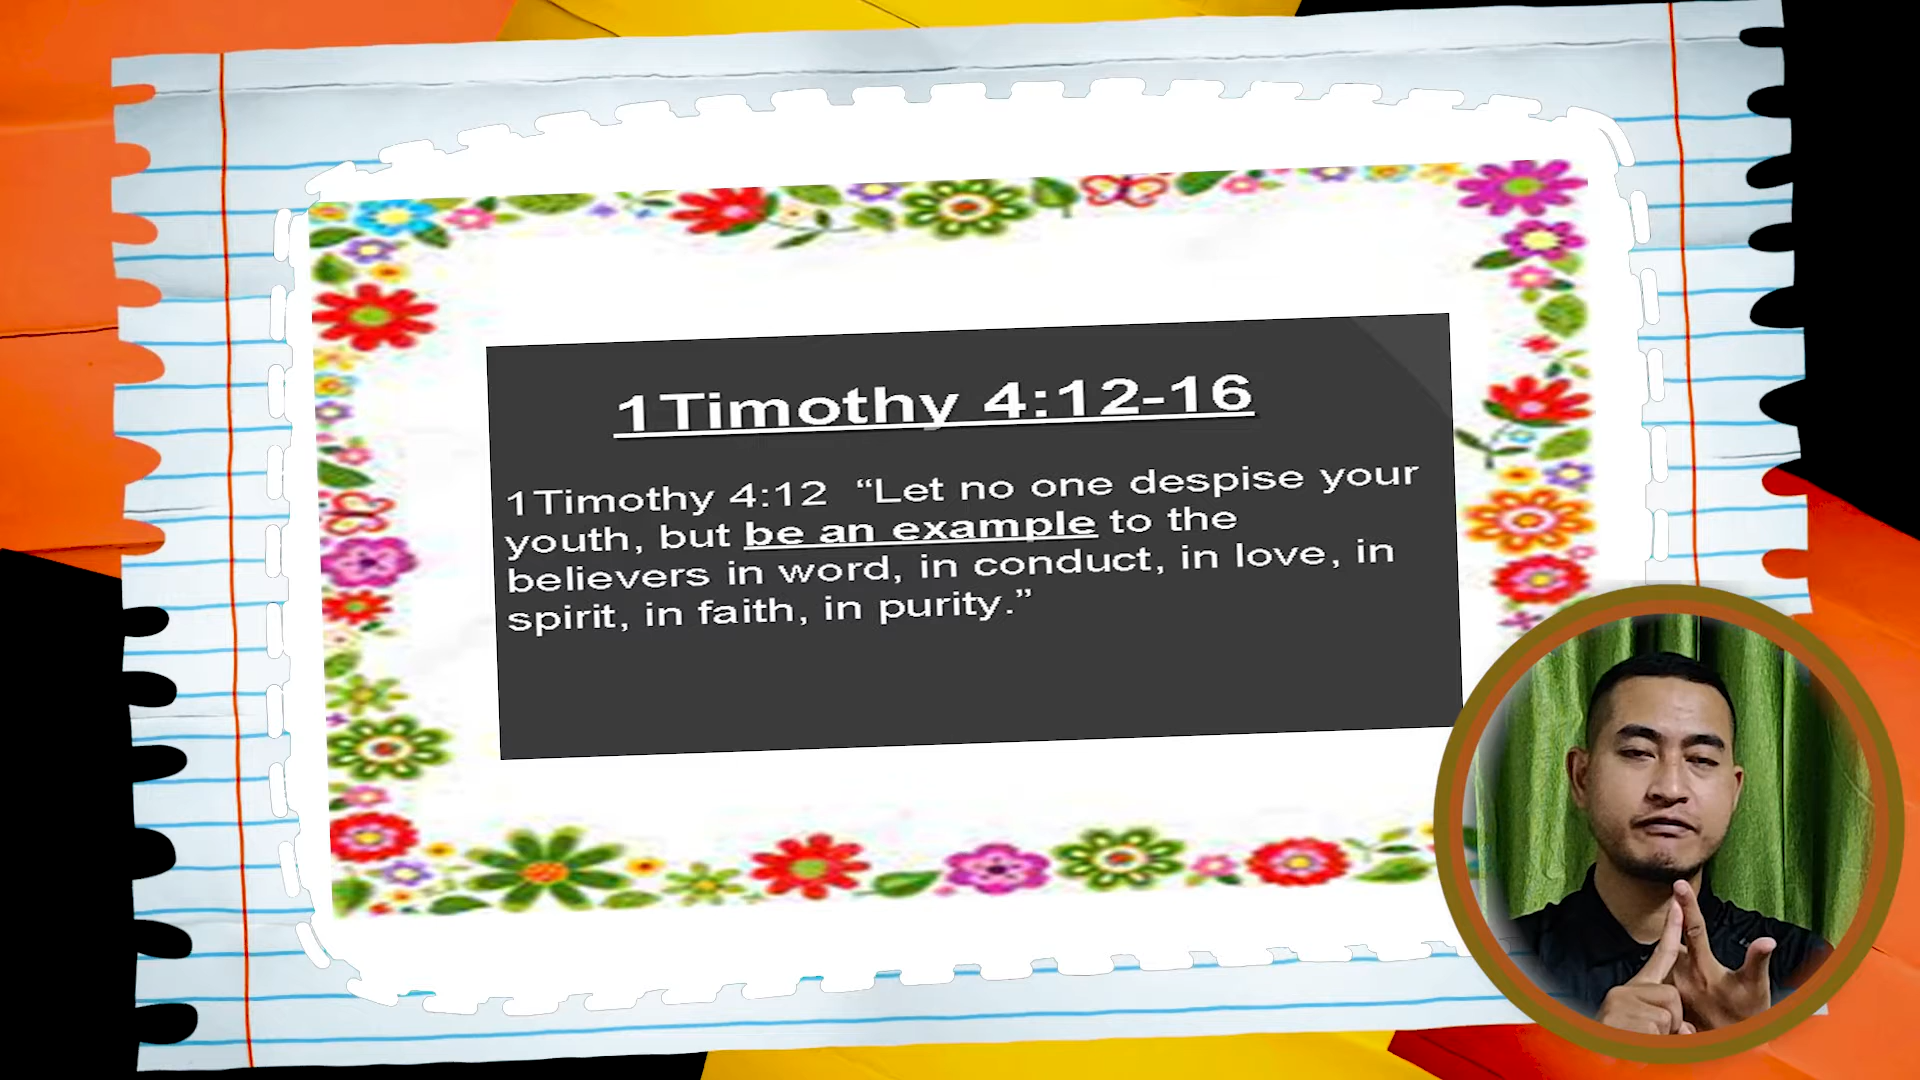 1Timothy 4:12-16
1Timothy 4:12 “Let no one despise your
youth, but be an example to the
believers in word, in conduct, in love, in
spirit, in faith, in purity.”